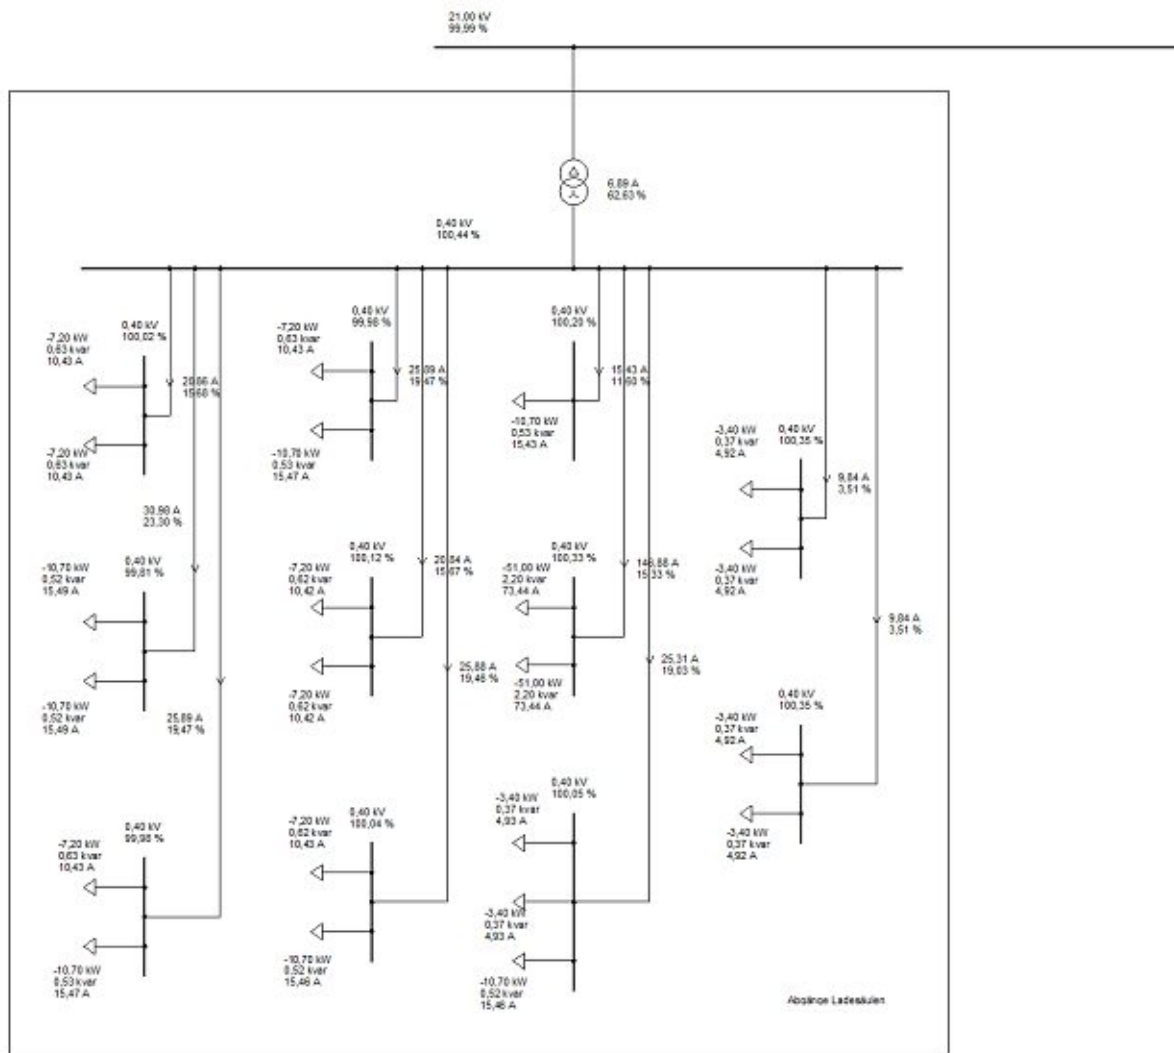 21,00 kV
99,99 %
6,89 A
62,63 %
0,40 kV
100,44 %
-7,20 kW
0,63 kvar
10,43 A
0,40 kV
100,02 %
20,86 A
15,68 %
-7,20 kW
0,63 kvar
10,43 A
-7,20 kW
0,63 kvar
10,43 A
0,40 kV
99,98 %
25,89 A
19,47 %
-10,70 kW
0,53 kvar
15,47 A
0,40 kV
100,20 %
15,43 A
11,60 %
-10,70 kW
0,53 kvar
15,43 A
-3,40 kW
0,37 kvar
4,92 A
0,40 kV
100,35 %
9,84 A
3,51 %
-3,40 kW
0,37 kvar
4,92 A
30,98 A
23,30 %
-10,70 kW
0,52 kvar
15,49 A
0,40 kV
99,81 %
-10,70 kW
0,52 kvar
15,49 A
-7,20 kW
0,62 kvar
10,42 A
0,40 kV
100,12 %
20,84 A
15,67 %
-7,20 kW
0,62 kvar
10,42 A
-51,00 kW
2,20 kvar
73,44 A
0,40 kV
100,33 %
146,88 A
15,33 %
-51,00 kW
2,20 kvar
73,44 A
9,84 A
3,51 %
25,89 A
19,47 %
25,88 A
19,46 %
25,31 A
19,03 %
-3,40 kW
0,37 kvar
4,92 A
0,40 kV
100,35 %
-3,40 kW
0,37 kvar
4,92 A
-7,20 kW
0,63 kvar
10,43 A
0,40 kV
99,98 %
-10,70 kW
0,53 kvar
15,47 A
-7,20 kW
0,62 kvar
10,43 A
0,40 kV
100,04 %
-10,70 kW
0,52 kvar
15,46 A
-3,40 kW
0,37 kvar
4,93 A
0,40 kV
100,05 %
-3,40 kW
0,37 kvar
4,93 A
-10,70 kW
0,52 kvar
15,46 A
Abgänge Ladesäulen